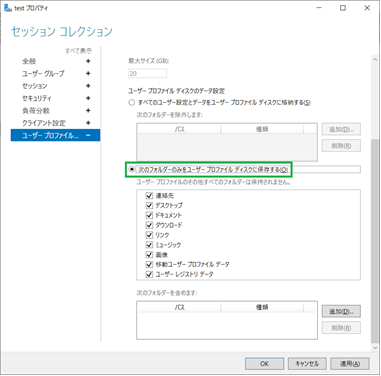 test プロパティ
セッション コレクション
すべて表示
全般 +
ユーザー グループ +
セッション +
セキュリティ +
負荷分散 +
クライアント設定 +
ユーザー プロファイル... −
最大サイズ (GB):
20
ユーザー プロファイル ディスクのデータ設定
すべてのユーザー設定とデータをユーザー プロファイル ディスクに格納する(S)
次のフォルダーを除外します:
パス 種類
追加(D)...
削除(R)
次のフォルダーのみをユーザー プロファイル ディスクに保存する(O)
ユーザー プロファイルのその他すべてのフォルダーは保持されません。
連絡先
デスクトップ
ドキュメント
ダウンロード
リンク
ミュージック
画像
移動ユーザー プロファイル データ
ユーザー レジストリ データ
次のフォルダーを含めます:
パス 種類
追加(D)...
削除(R)
OK
キャンセル
適用(A)